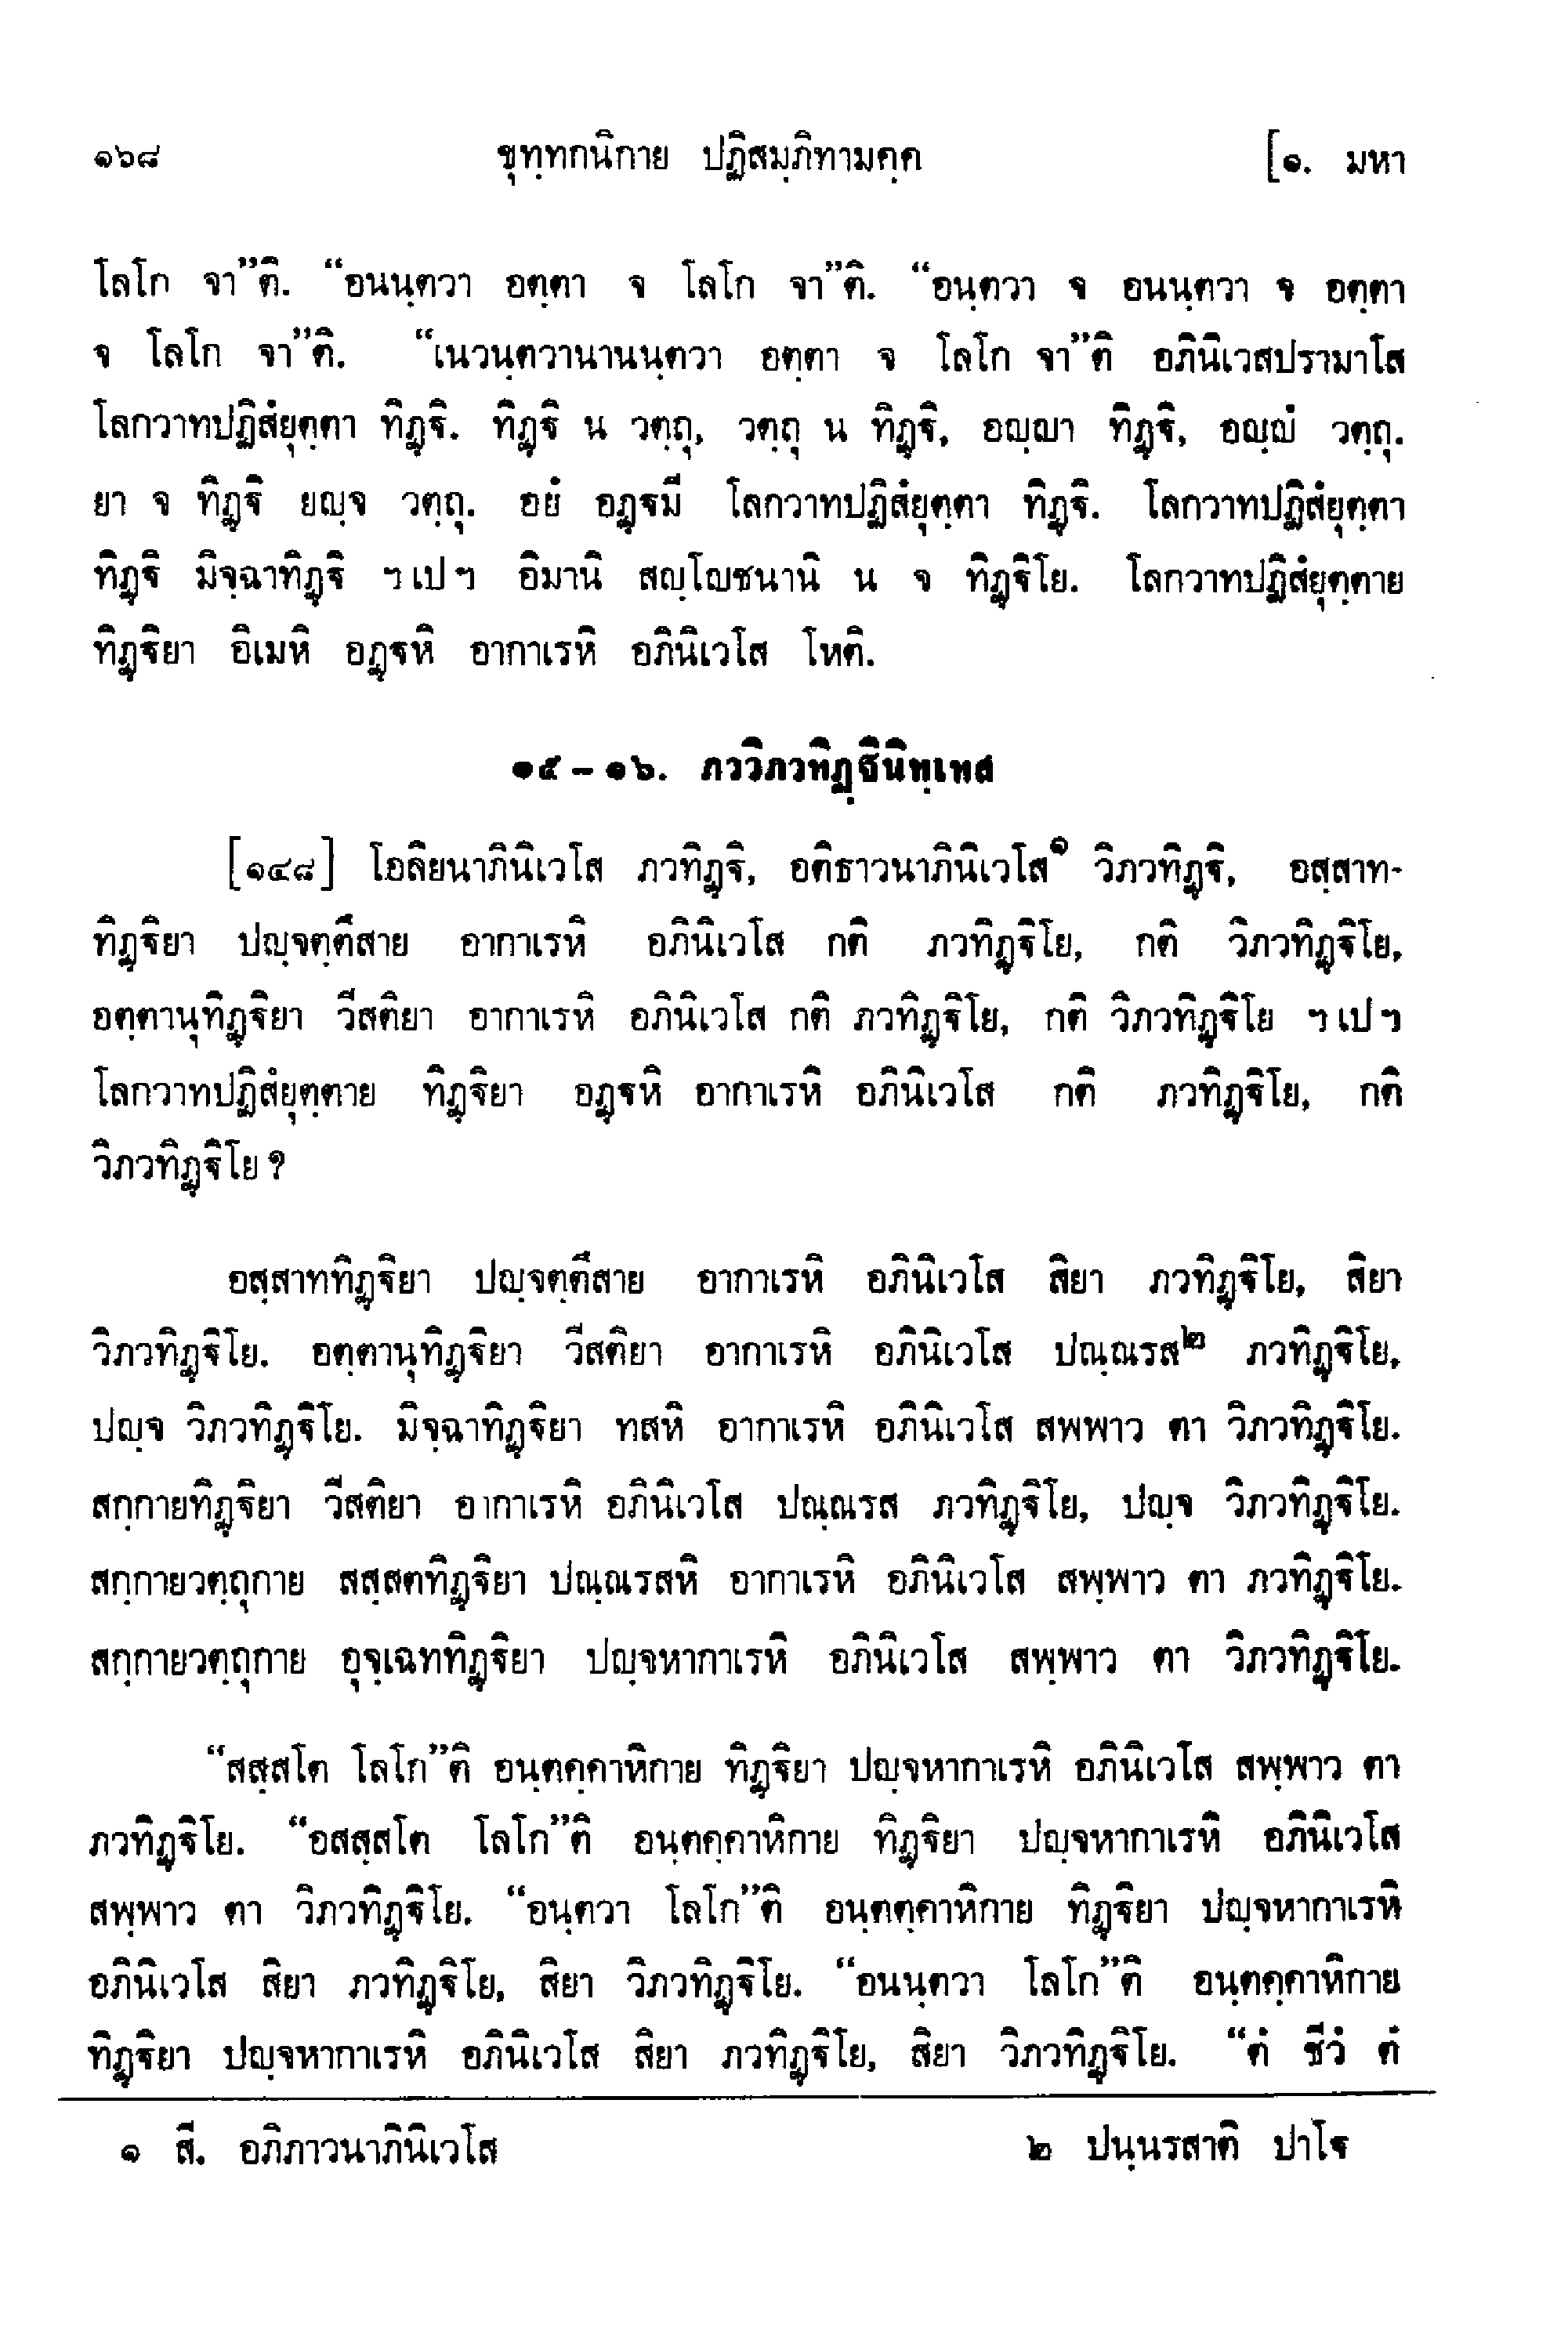 ๑๖๘ ขุทฺทกนิกาย ปฏิสมฺภิทามคฺค [๑. มหา
โลโก จา”ติ. “อนนฺตวา อตฺตา จ โลโก จา”ติ. “อนฺตวา จ อนนฺตวา จ อตฺตา
จ โลโก จา”ติ. “เนวนฺตวานานนฺตวา อตฺตา จ โลโก จา”ติ อภินิเวสปรามาโส
โลกวาทปฏิสํยุตฺตา ทิฏฺฐิ. ทิฏฺฐิ น วตฺถุ, วตฺถุ น ทิฏฺฐิ, อญฺญา ทิฏฺฐิ, อญฺญํ วตฺถุ.
ยา จ ทิฏฺฐิ ยญฺจ วตฺถุ. อยํ อฏฺฐมี โลกวาทปฏิสํยุตฺตา ทิฏฺฐิ. โลกวาทปฏิสํยุตฺตา
ทิฏฺฐิ มิจฺฉาทิฏฺฐิ ฯ เป ฯ อิมานิ สญฺโญชนานิ น จ ทิฏฺฐิโย. โลกวาทปฏิสํยุตฺตาย
ทิฏฺฐิยา อิเมหิ อฏฺฐหิ อากาเรหิ อภินิเวโส โหติ.
๑๕ – ๑๖. ภววิภวทิฏฺฐินิทฺเทส
[๑๔๘] โอลิยนาภินิเวโส ภวทิฏฺฐิ, อติธาวนาภินิเวโส๑ วิภวทิฏฺฐิ, อสฺสาท-
ทิฏฺฐิยา ปญฺจตฺตึสาย อากาเรหิ อภินิเวโส กติ ภวทิฏฺฐิโย, กติ วิภวทิฏฺฐิโย,
อตฺตานุทิฏฺฐิยา วีสติยา อากาเรหิ อภินิเวโส กติ ภวทิฏฺฐิโย, กติ วิภวทิฏฺฐิโย ฯ เป ฯ
โลกวาทปฏิสํยุตฺตาย ทิฏฺฐิยา อฏฺฐหิ อากาเรหิ อภินิเวโส กติ ภวทิฏฺฐิโย, กติ
วิภวทิฏฺฐิโย ?
อสฺสาททิฏฺฐิยา ปญฺจตฺตึสาย อากาเรหิ อภินิเวโส สิยา ภวทิฏฺฐิโย, สิยา
วิภวทิฏฺฐิโย. อตฺตานุทิฏฺฐิยา วีสติยา อากาเรหิ อภินิเวโส ปณฺณรส๒ ภวทิฏฺฐิโย,
ปญฺจ วิภวทิฏฺฐิโย. มิจฺฉาทิฏฺฐิยา ทสหิ อากาเรหิ อภินิเวโส สพพาว ตา วิภวทิฏฺฐิโย.
สกฺกายทิฏฺฐิยา วีสติยา อากาเรหิ อภินิเวโส ปณฺณรส ภวทิฏฺฐิโย, ปญฺจ วิภวทิฏฺฐิโย.
สกฺกายวตฺถุกาย สสฺสตทิฏฺฐิยา ปณฺณรสหิ อากาเรหิ อภินิเวโส สพฺพาว ตา ภวทิฏฺฐิโย.
สกฺกายวตฺถุกาย อุจฺเฉททิฏฺฐิยา ปญฺจหากาเรหิ อภินิเวโส สพฺพาว ตา วิภวทิฏฺฐิโย.
“สสฺสโต โลโก”ติ อนฺตคฺคาหิกาย ทิฏฺฐิยา ปญฺจหากาเรหิ อภินิเวโส สพฺพาว ตา
ภวทิฏฺฐิโย. “อสสฺสโต โลโก”ติ อนฺตคฺคาหิกาย ทิฏฺฐิยา ปญฺจหากาเรหิ อภินิเวโส
สพฺพาว ตา วิภวทิฏฺฐิโย. “อนฺตวา โลโก”ติ อนฺตคฺคาหิกาย ทิฏฺฐิยา ปญฺจหากาเรหิ
อภินิเวโส สิยา ภวทิฏฺฐิโย, สิยา วิภวทิฏฺฐิโย. “อนนฺตวา โลโก”ติ อนฺตคฺคาหิกาย
ทิฏฺฐิยา ปญฺจหากาเรหิ อภินิเวโส สิยา ภวทิฏฺฐิโย, สิยา วิภวทิฏฺฐิโย. “ตํ ชีวํ ตํ
๑ สี. อภิภาวนาภินิเวโส ๒ ปนฺนรสาติ ปาโฐ